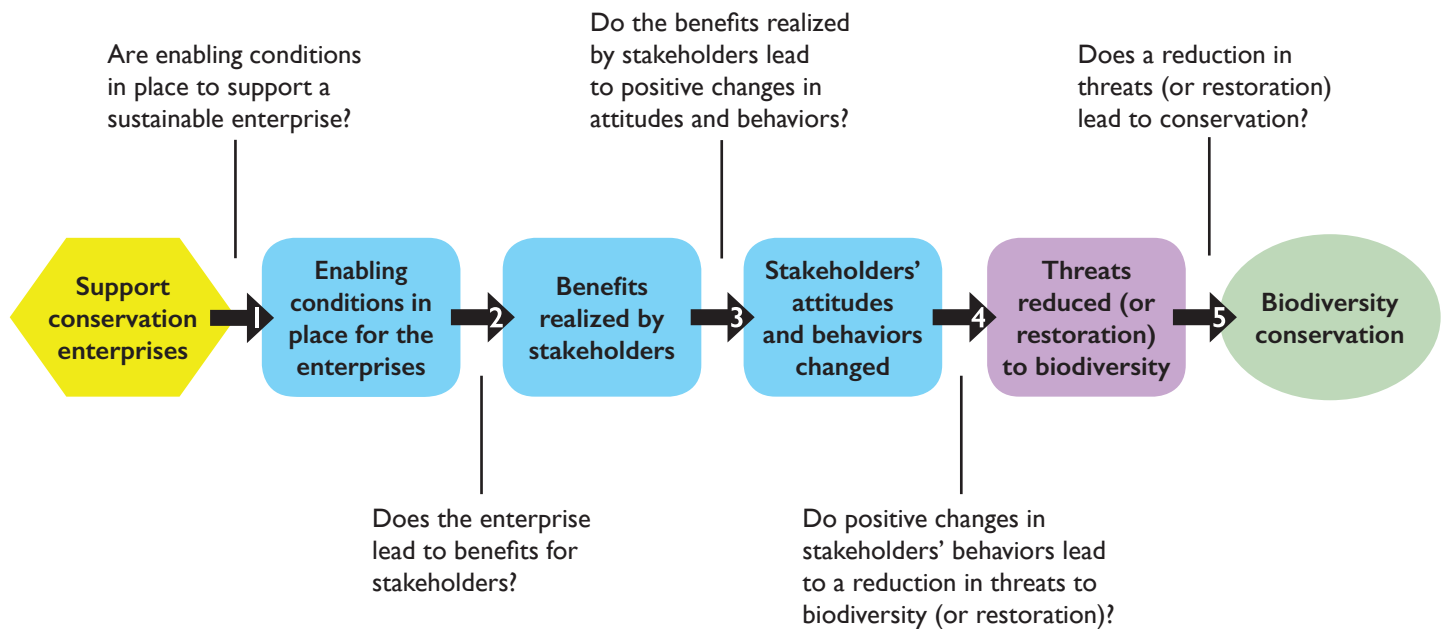 Are enabling conditions
in place to support a
sustainable enterprise?
Do the benefits realized
by stakeholders lead
to positive changes in
attitudes and behaviors?
Does a reduction in
threats (or restoration)
lead to conservation?
Support
conservation
enterprises
1
Enabling
conditions in
place for the
enterprises
2
Benefits
realized by
stakeholders
3
Stakeholders’
attitudes
and behaviors
changed
4
Threats
reduced (or
restoration)
to biodiversity
5
Biodiversity
conservation
Does the enterprise
lead to benefits for
stakeholders?
Do positive changes in
stakeholders’ behaviors lead
to a reduction in threats to
biodiversity (or restoration)?